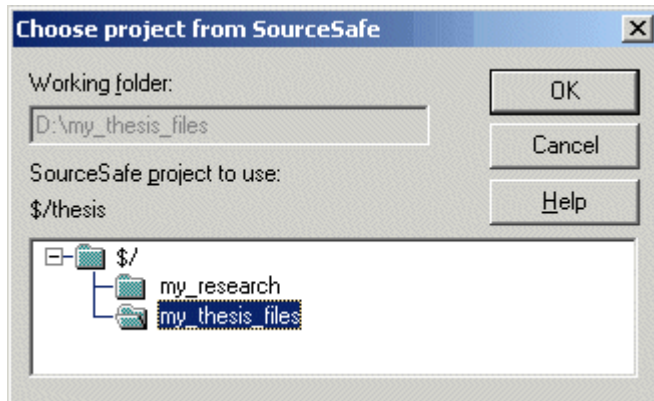 Choose project from SourceSafe
Working folder:
OK
D:\my_thesis_files
Cancel
SourceSafe project to use:
Help
$/thesis
$/
my_research
my_thesis_files